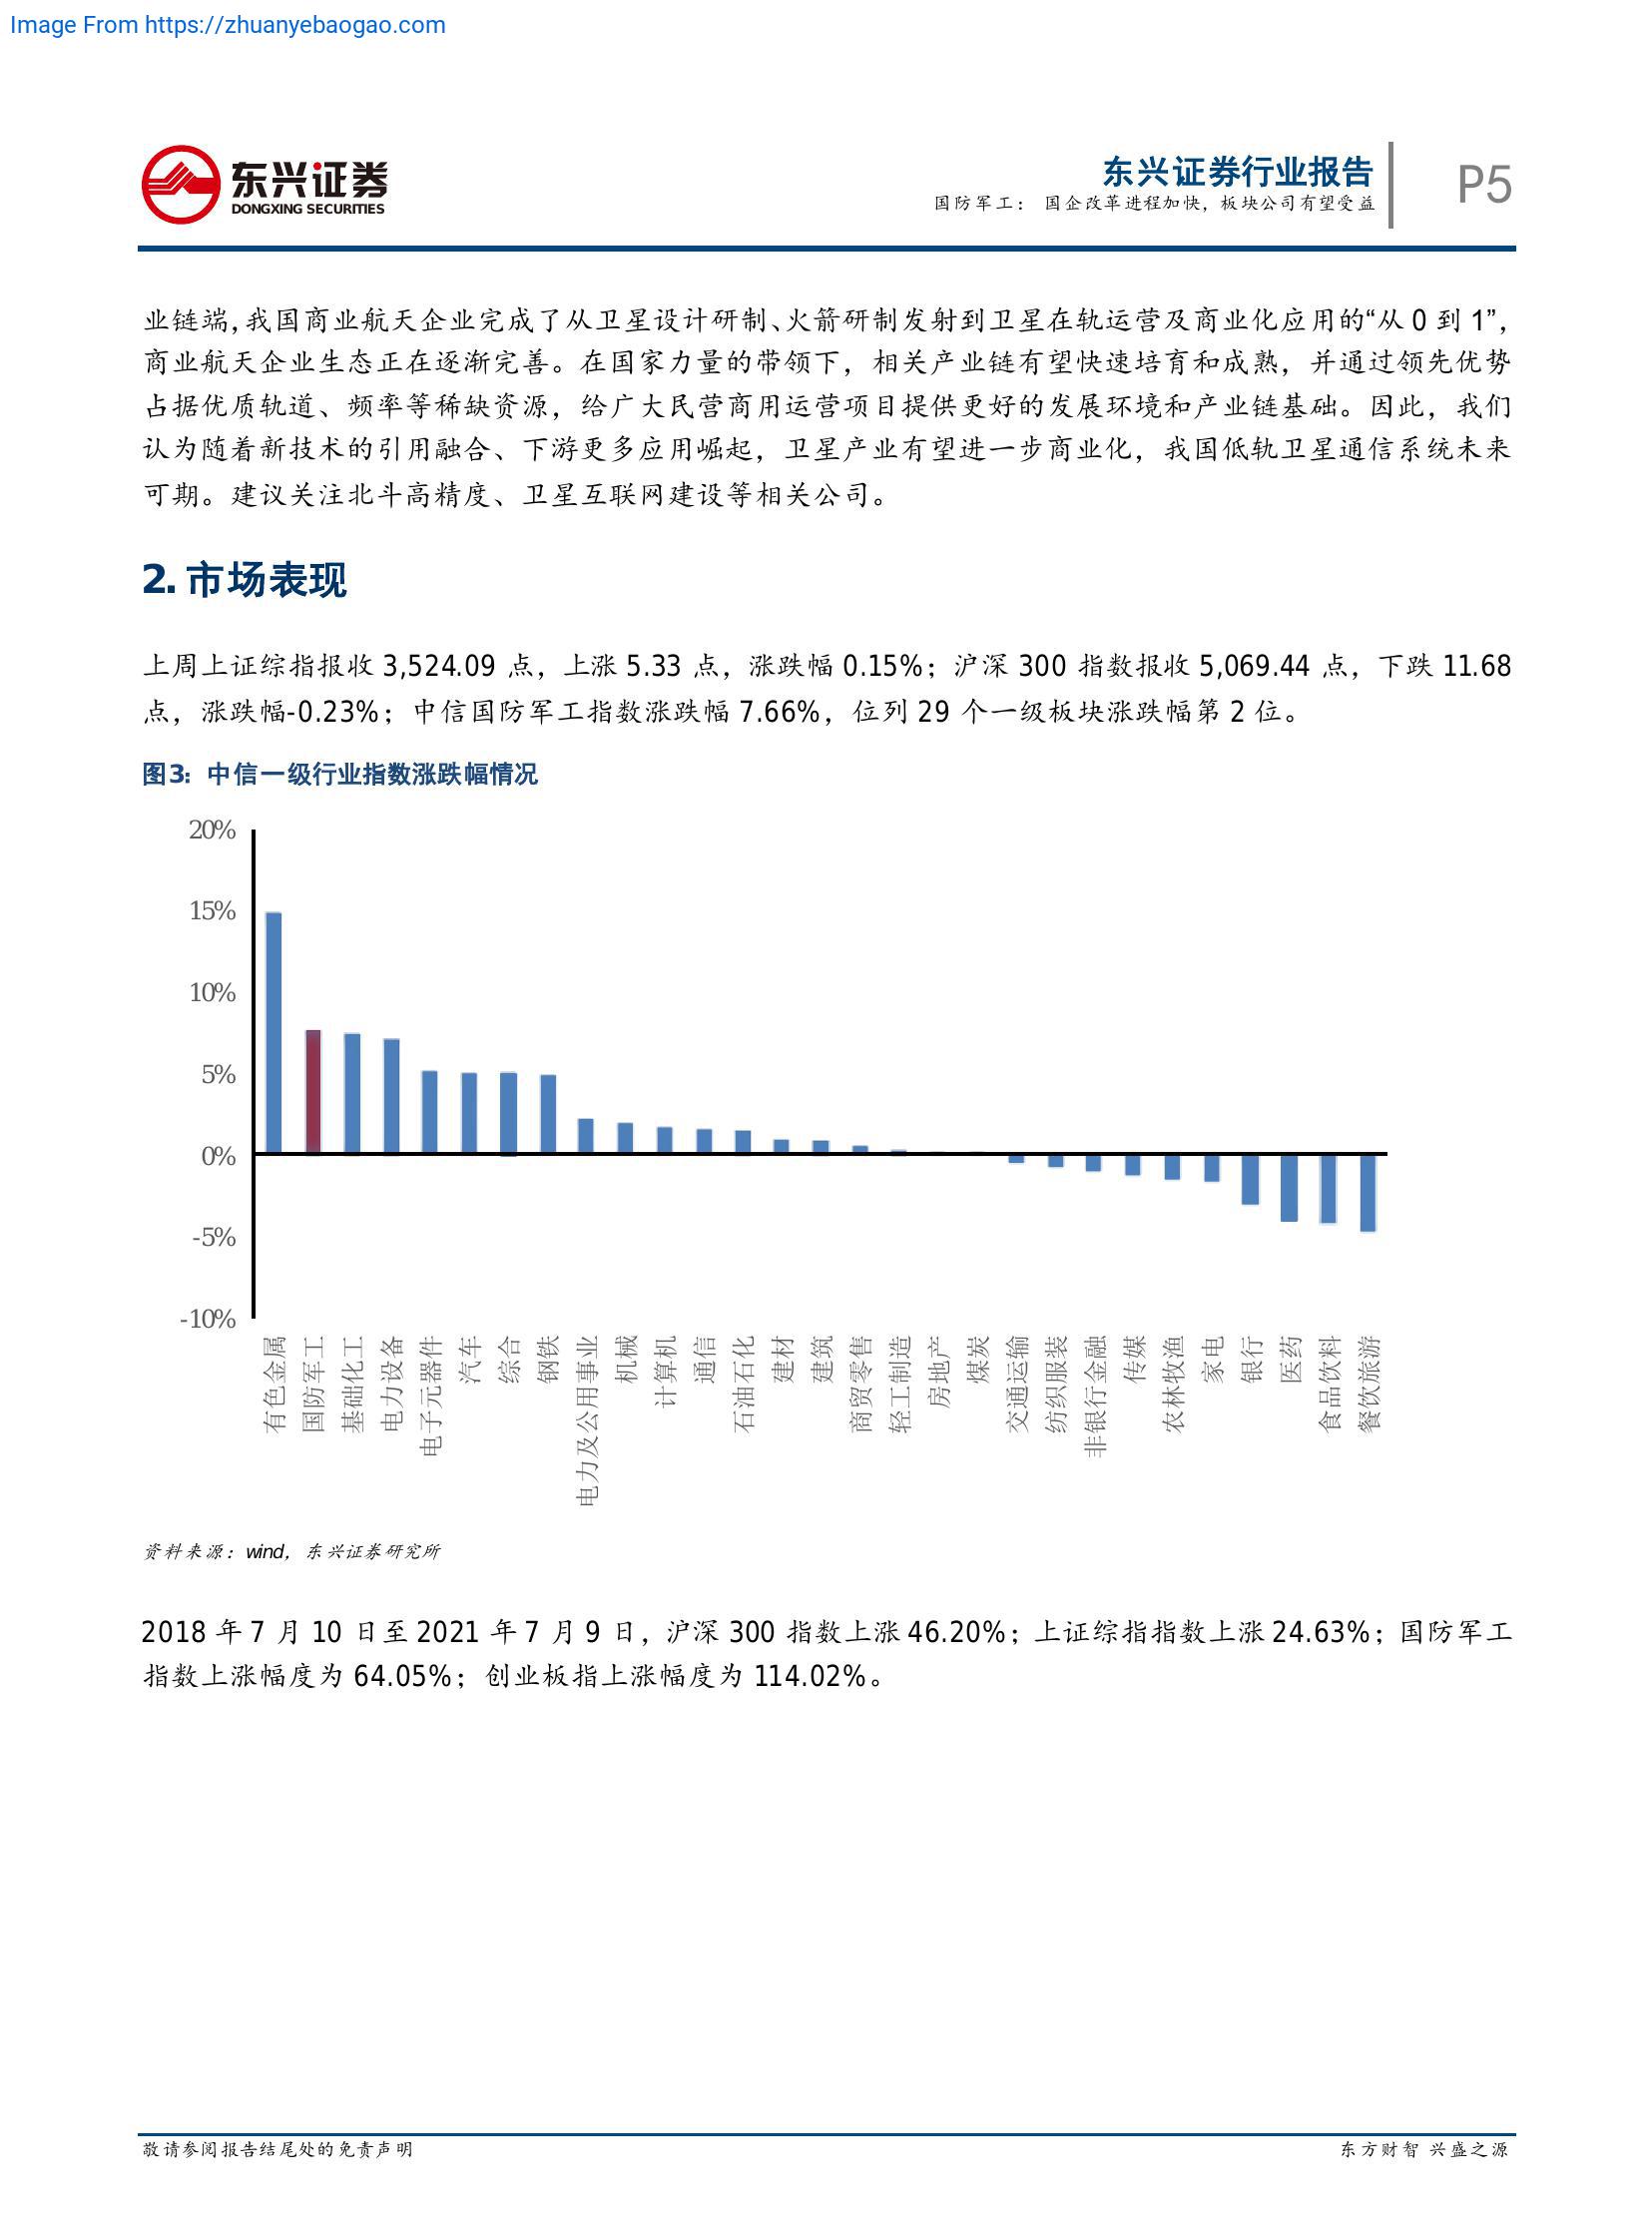 Image From https://zhuanyebaogao.com
东兴证券
DONGXING SECURITIES
东兴证券行业报告
国防军工： 国企改革进程加快，板块公司有望受益
P5
业链端,我国商业航天企业完成了从卫星设计研制、火箭研制发射到卫星在轨运营及商业化应用的“从 0 到 1”，
商业航天企业生态正在逐渐完善。在国家力量的带领下，相关产业链有望快速培育和成熟，并通过领先优势
占据优质轨道、频率等稀缺资源，给广大民营商用运营项目提供更好的发展环境和产业链基础。因此，我们
认为随着新技术的引用融合、下游更多应用崛起，卫星产业有望进一步商业化，我国低轨卫星通信系统未来
可期。建议关注北斗高精度、卫星互联网建设等相关公司。
2. 市场表现
上周上证综指报收 3,524.09 点，上涨 5.33 点，涨跌幅 0.15%；沪深 300 指数报收 5,069.44 点，下跌 11.68
点，涨跌幅-0.23%；中信国防军工指数涨跌幅 7.66%，位列 29 个一级板块涨跌幅第 2 位。
图3: 中信一级行业指数涨跌幅情况
20%
15%
10%
5%
0%
-5%
-10%
有色金属
国防军工
基础化工
电力设备
电子元器件
汽车
综合
钢铁
电力及公用事业
机械
计算机
通信
石油石化
建材
建筑
商贸零售
轻工制造
房地产
煤炭
交通运输
纺织服装
非银行金融
传媒
农林牧渔
家电
银行
医药
食品饮料
餐饮旅游
资料来源：wind，东兴证券研究所
2018 年 7 月 10 日至 2021 年 7 月 9 日，沪深 300 指数上涨 46.20%；上证综指指数上涨 24.63%；国防军工
指数上涨幅度为 64.05%；创业板指上涨幅度为 114.02%。
敬请参阅报告结尾处的免责声明
东方财智 兴盛之源